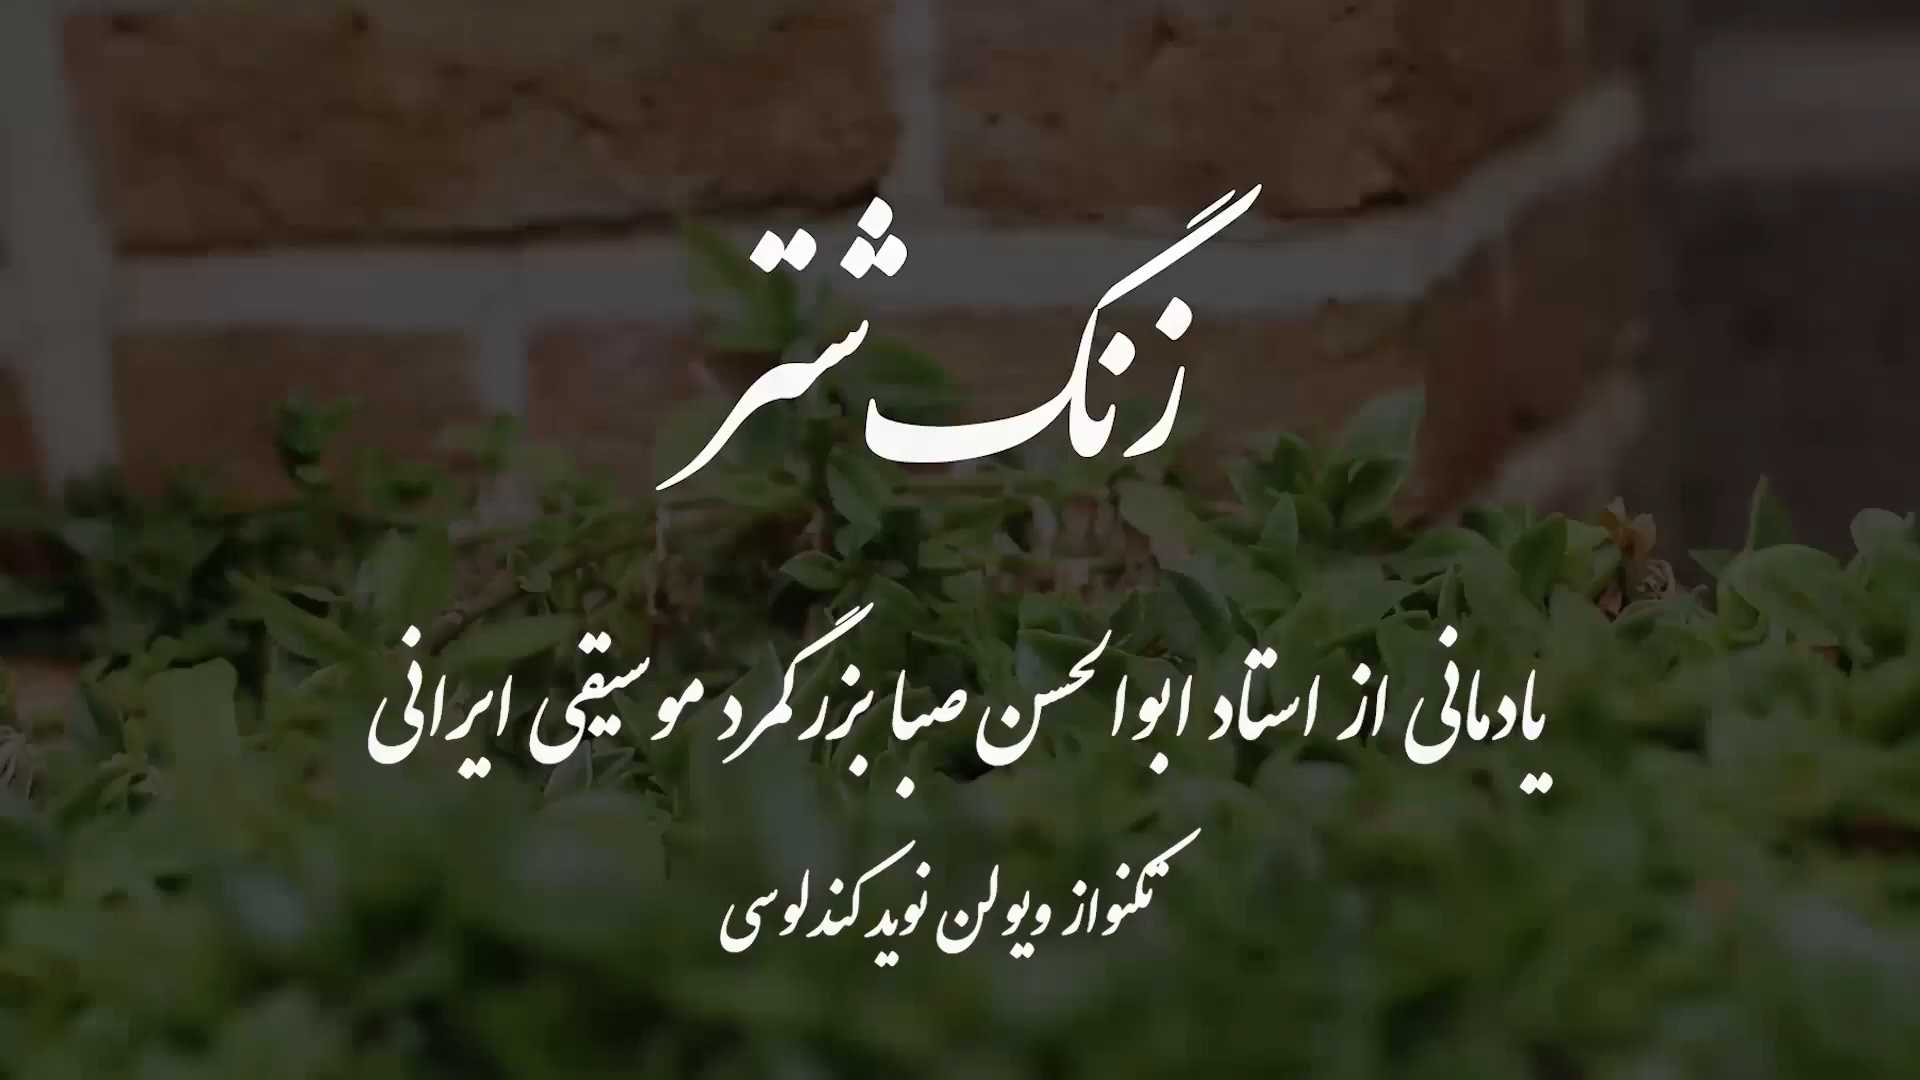 زنگ شتر
یادمانی از استاد ابوالحسن صبا بزرگمرد موسیقی ایرانی
تکنواز ویولن نوید کندلوسی